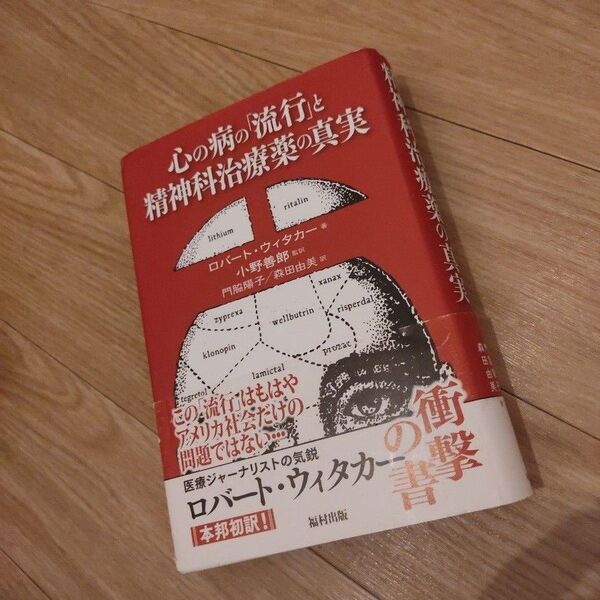 心の病の「流行」と
精神科治療薬の真実
lithium
ritalin
ロバート・ウィタカー 著
小野善郎 監訳
門脇陽子/森田由美 訳
xanax
zyprexa
wellbutrin
risperdal
klonopin
prozac
lamictal
tegretol
この「流行」はもはや
アメリカ社会だけの
問題ではない…
衝撃
の書
医療ジャーナリストの気鋭
ロバート・ウィタカー
本邦初訳!
福村出版
精神科治療薬の真実